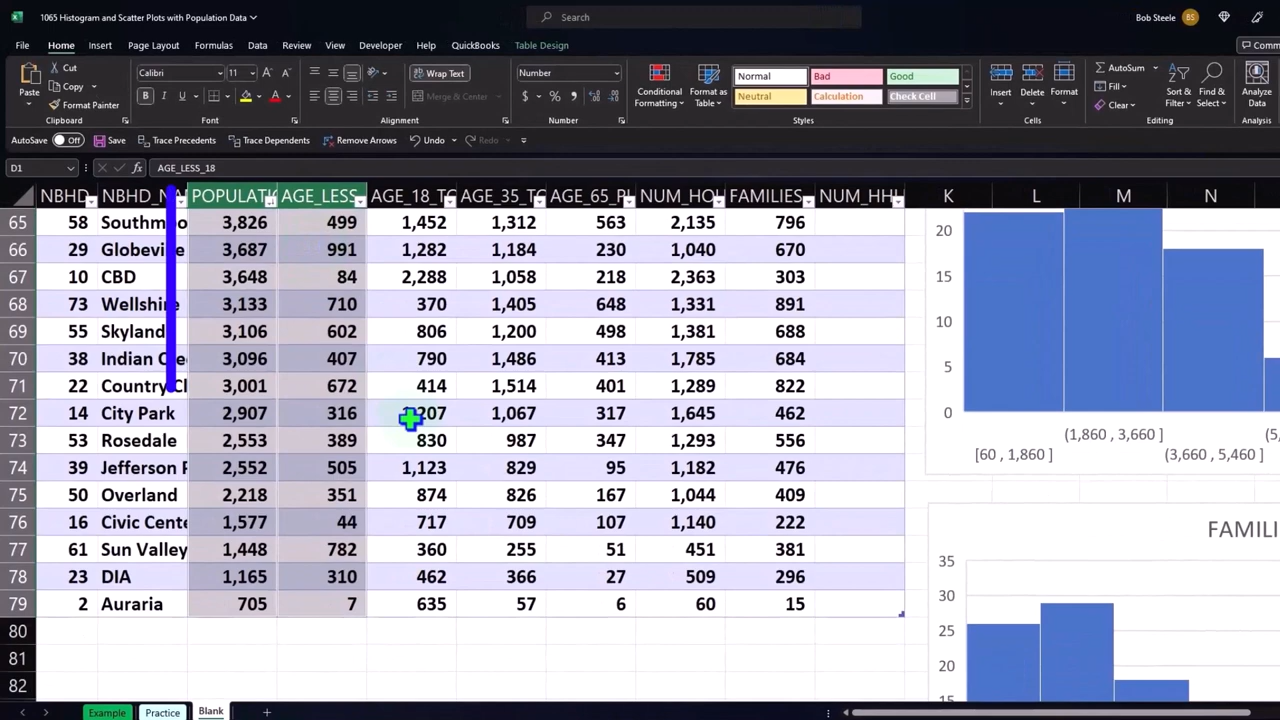 1065 Histogram and Scatter Plots with Population Data
Search
Bob Steele BS
File Home Insert Page Layout Formulas Data Review View Developer Help QuickBooks Table Design Comm
Paste Cut Copy Format Painter Clipboard
Calibri 11 Font
Wrap Text Merge & Center Alignment
Number Number
Conditional Formatting Format as Table Normal Bad Good Neutral Calculation Check Cell Styles
Insert Delete Format Cells
AutoSum Fill Clear Sort & Filter Find & Select Editing
Analyze Data Analysis
AutoSave Off Save Trace Precedents Trace Dependents Remove Arrows Undo Redo
D1 fx AGE_LESS_18
NBHD NBHD_NA POPULATI AGE_LESS AGE_18_TO AGE_35_TO AGE_65_P NUM_HO FAMILIES NUM_HH K L M N
65 58 Southmoo 3,826 499 1,452 1,312 563 2,135 796
66 29 Globeville 3,687 991 1,282 1,184 230 1,040 670
67 10 CBD 3,648 84 2,288 1,058 218 2,363 303
68 73 Wellshire 3,133 710 370 1,405 648 1,331 891
69 55 Skyland 3,106 602 806 1,200 498 1,381 688
70 38 Indian Cree 3,096 407 790 1,486 413 1,785 684
71 22 Country Cl 3,001 672 414 1,514 401 1,289 822
72 14 City Park 2,907 316 1,207 1,067 317 1,645 462
73 53 Rosedale 2,553 389 830 987 347 1,293 556
74 39 Jefferson P 2,552 505 1,123 829 95 1,182 476
75 50 Overland 2,218 351 874 826 167 1,044 409
76 16 Civic Cente 1,577 44 717 709 107 1,140 222
77 61 Sun Valley 1,448 782 360 255 51 451 381
78 23 DIA 1,165 310 462 366 27 509 296
79 2 Auraria 705 7 635 57 6 60 15
80
81
82
20
15
10
5
0
(1,860 , 3,660 ] (5,
[60 , 1,860 ] (3,660 , 5,460 ]
FAMILI
35
30
25
20
15
Example Practice Blank